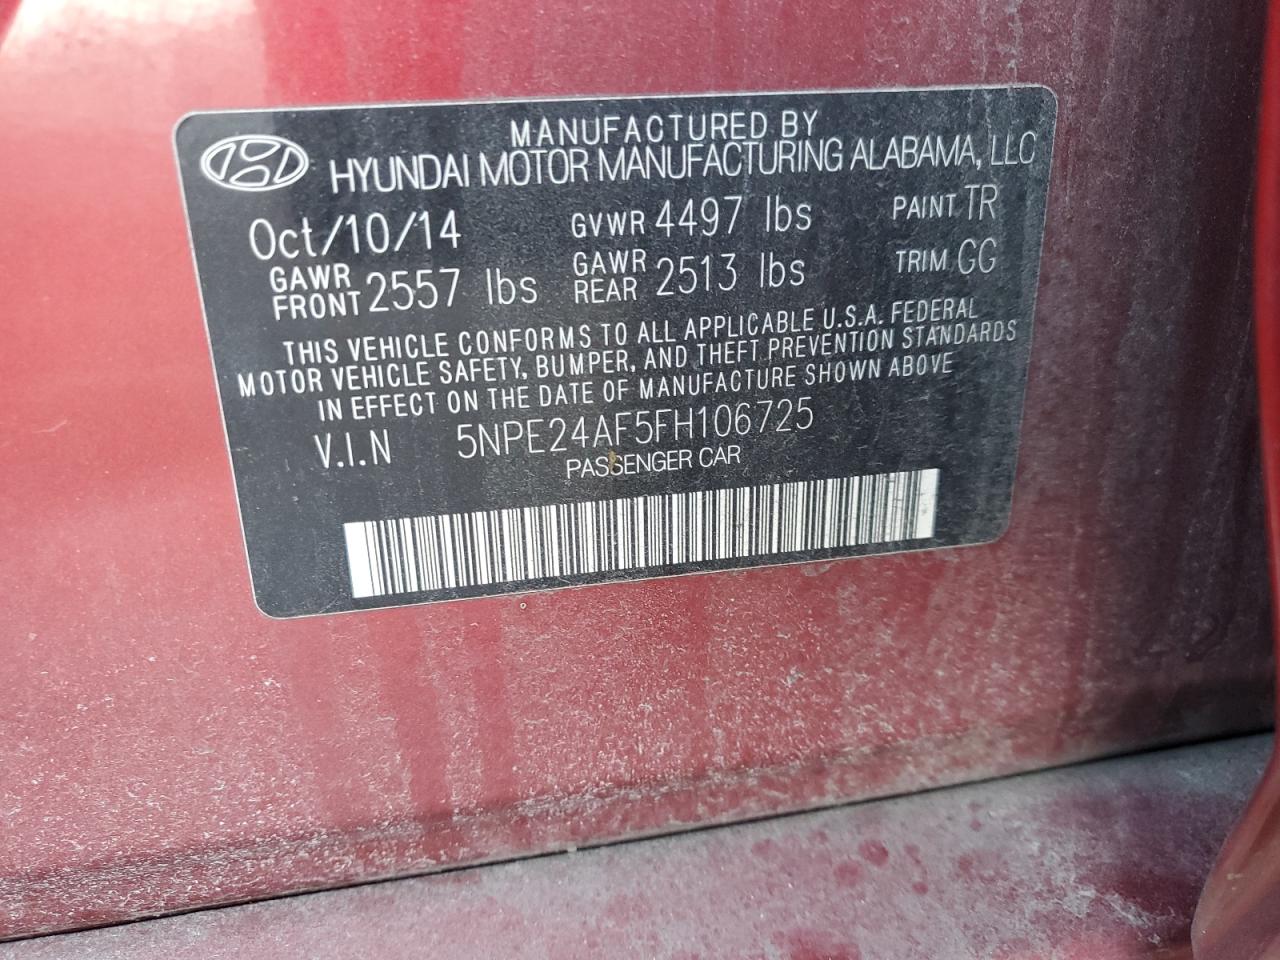 MANUFACTURED BY
HYUNDAI MOTOR MANUFACTURING ALABAMA, LLC
Oct/10/14 GVWR 4497 lbs PAINT TR
GAWR FRONT 2557 lbs GAWR REAR 2513 lbs TRIM GG
THIS VEHICLE CONFORMS TO ALL APPLICABLE U.S.A. FEDERAL
MOTOR VEHICLE SAFETY, BUMPER, AND THEFT PREVENTION STANDARDS
IN EFFECT ON THE DATE OF MANUFACTURE SHOWN ABOVE
V.I.N 5NPE24AF5FH106725
PASSENGER CAR